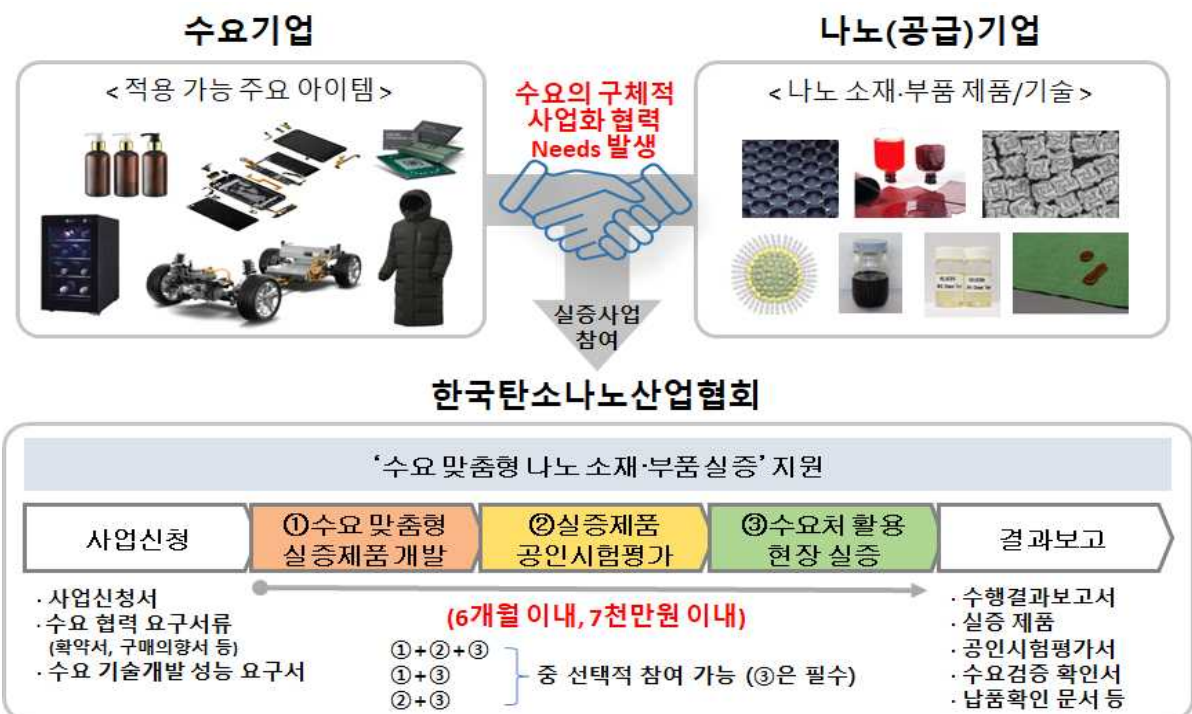 수요기업
나노(공급)기업
< 적용 가능 주요 아이템 >
수요의 구체적
사업화 협력
Needs 발생
< 나노 소재·부품 제품/기술 >
실증사업
참여
한국탄소나노산업협회
‘수요 맞춤형 나노 소재·부품 실증’ 지원
사업신청
①수요 맞춤형
실증제품 개발
②실증제품
공인시험평가
③수요처 활용
현장 실증
결과보고
· 사업신청서
· 수요 협력 요구서류
(확약서, 구매의향서 등)
· 수요 기술개발 성능 요구서
(6개월 이내, 7천만원 이내)
①+②+③
①+③
②+③
중 선택적 참여 가능 (③은 필수)
· 수행결과보고서
· 실증 제품
· 공인시험평가서
· 수요검증 확인서
· 납품확인 문서 등